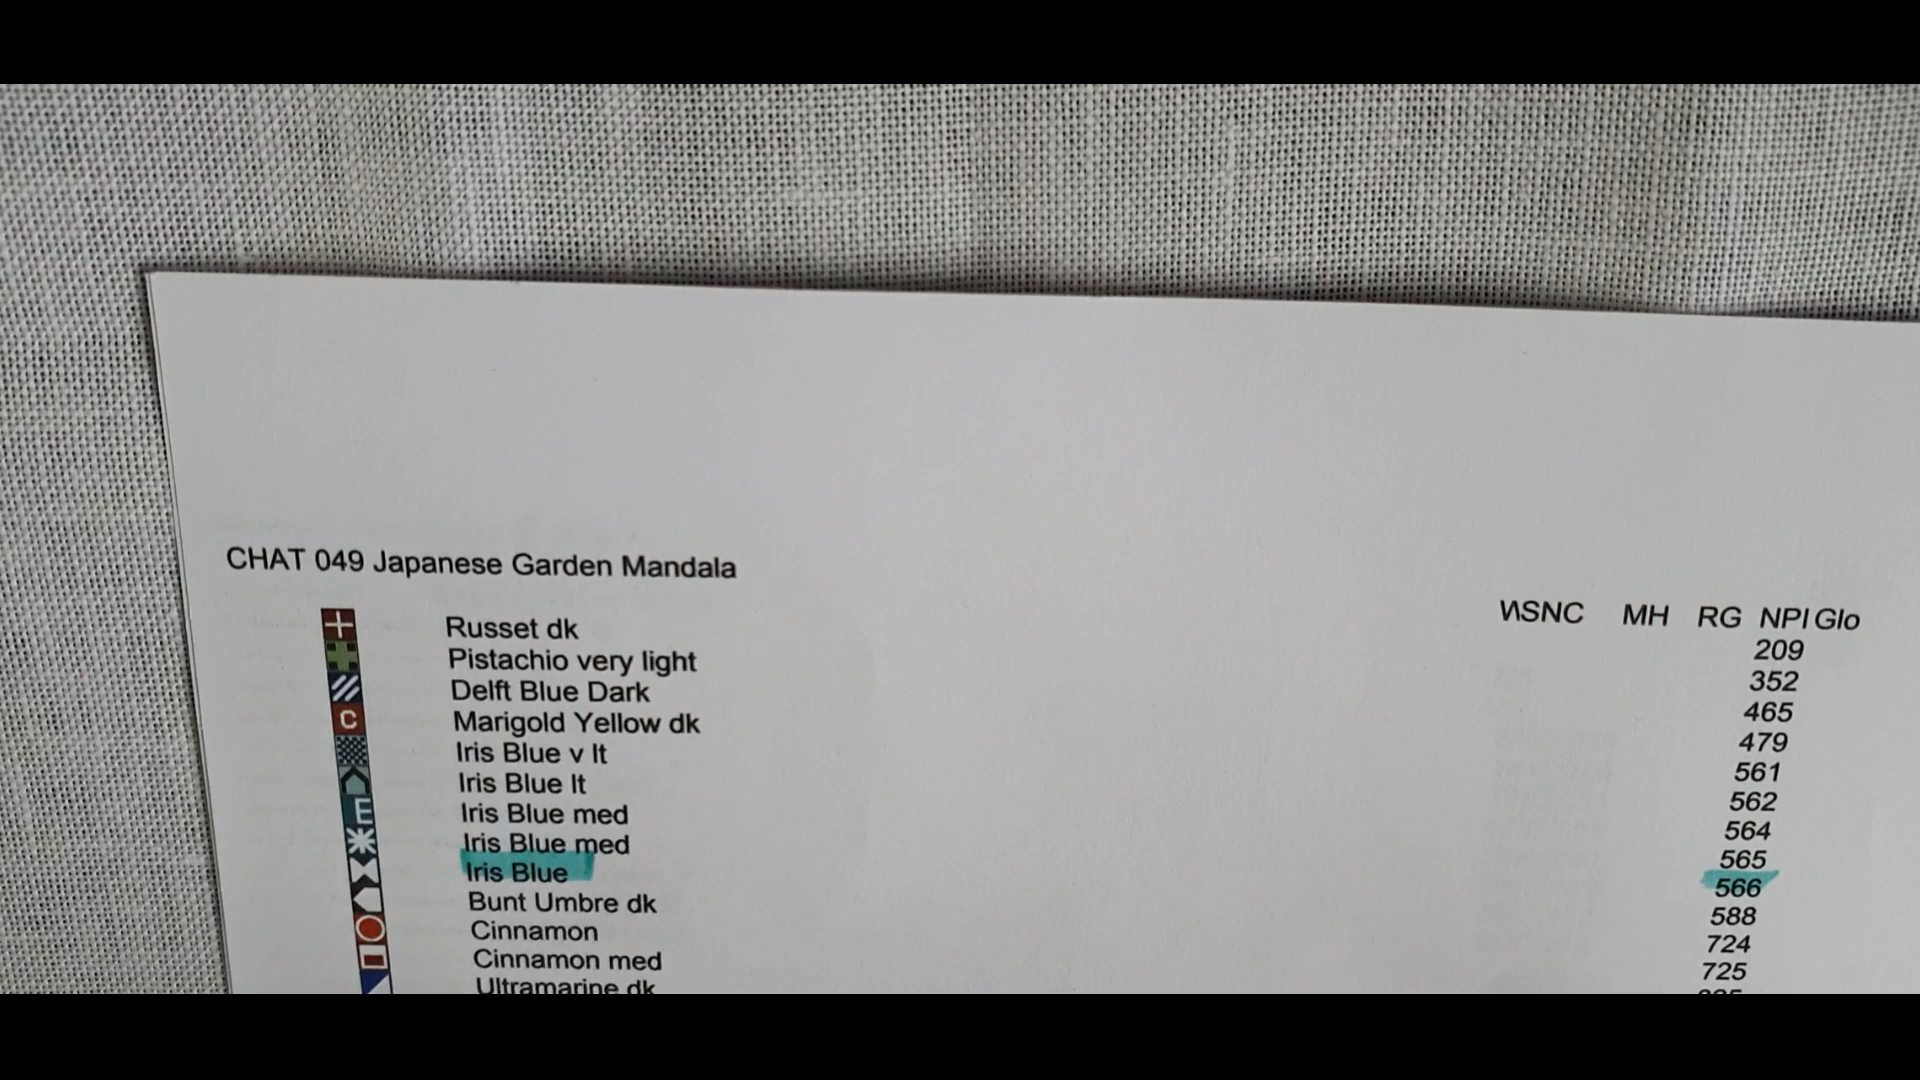 CHAT 049 Japanese Garden Mandala
WSNC MH RG NPI Glo
Russet dk 209
Pistachio very light 352
Delft Blue Dark 465
C Marigold Yellow dk 479
Iris Blue v lt 561
Iris Blue lt 562
E Iris Blue med 564
Iris Blue med 565
Iris Blue 566
Bunt Umbre dk 588
Cinnamon 724
Cinnamon med 725
Ultramarine dk